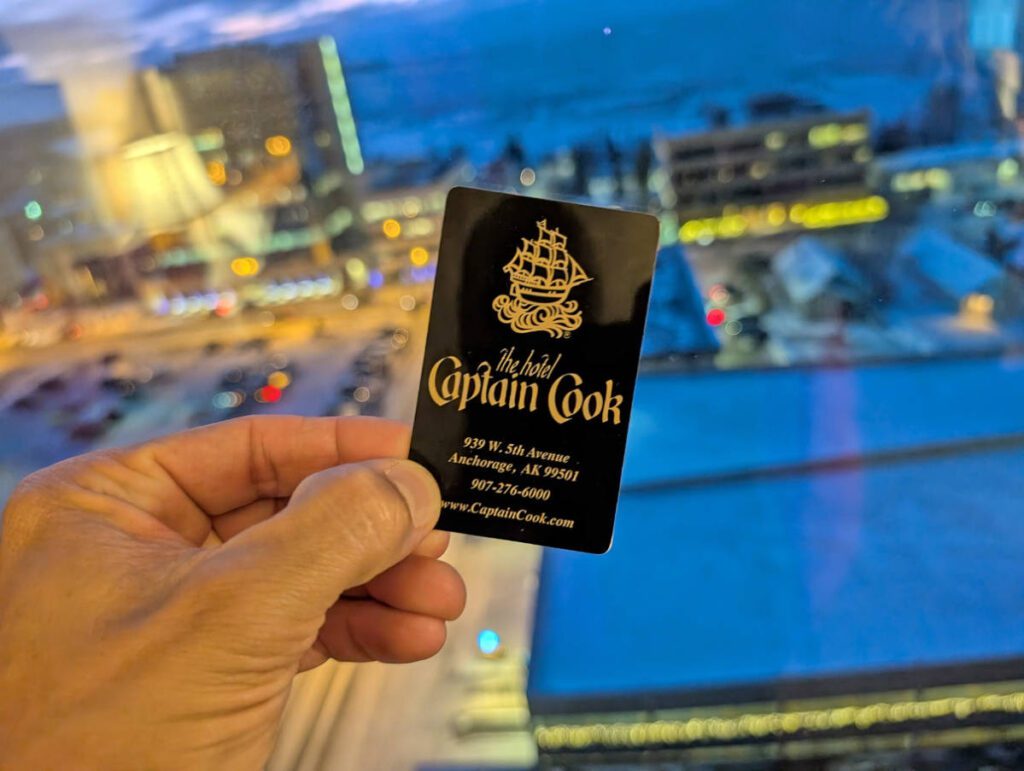 the hotel
Captain Cook
939 W. 5th Avenue
Anchorage, AK 99501
907-276-6000
www.CaptainCook.com